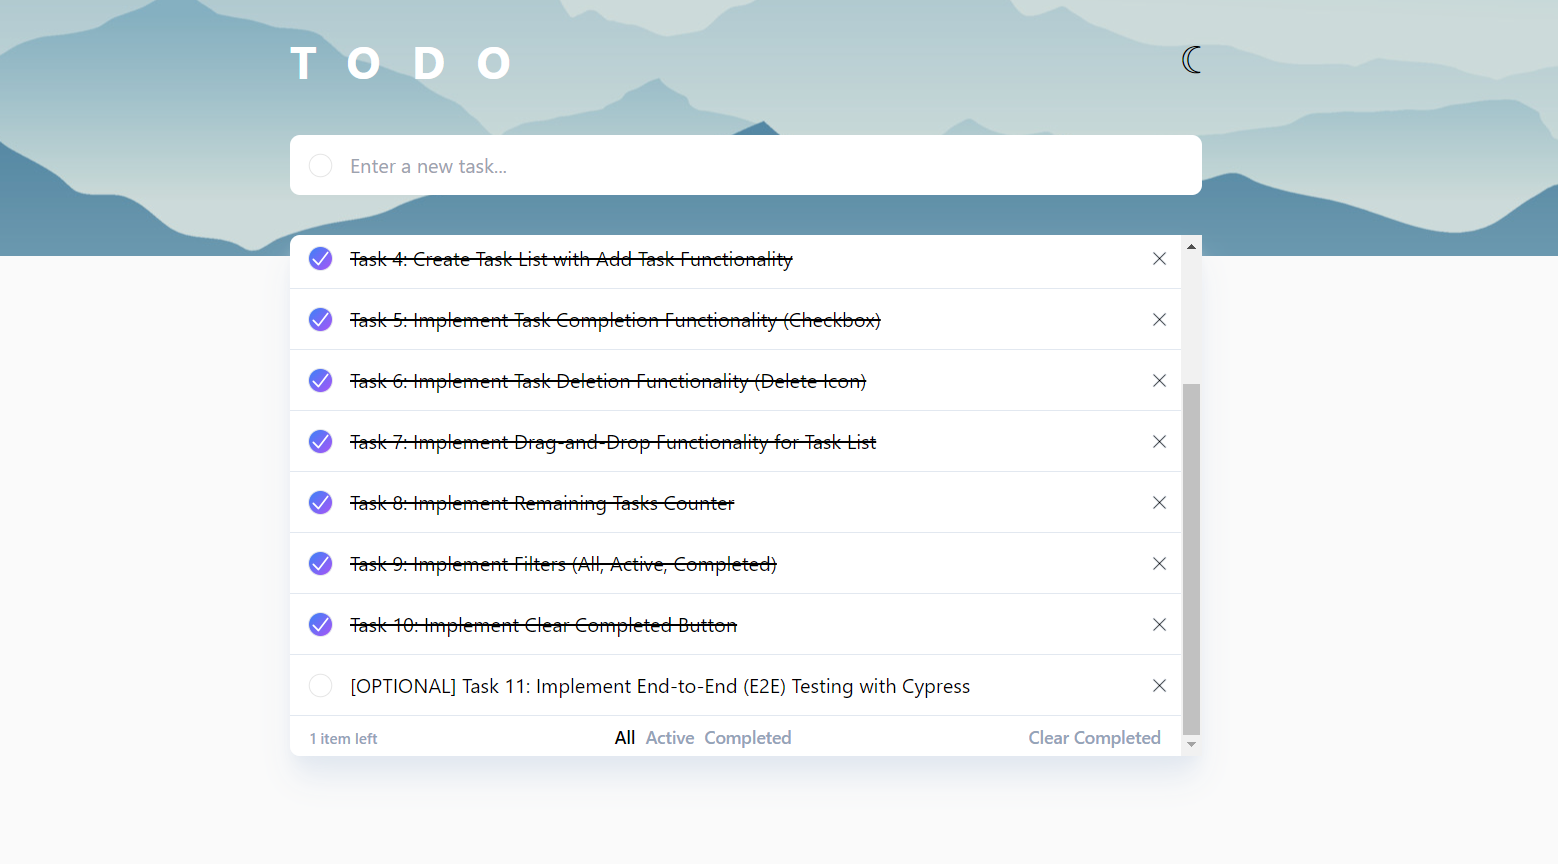 T O D O
Enter a new task...
Task 4: Create Task List with Add Task Functionality
Task 5: Implement Task Completion Functionality (Checkbox)
Task 6: Implement Task Deletion Functionality (Delete Icon)
Task 7: Implement Drag-and-Drop Functionality for Task List
Task 8: Implement Remaining Tasks Counter
Task 9: Implement Filters (All, Active, Completed)
Task 10: Implement Clear Completed Button
[OPTIONAL] Task 11: Implement End-to-End (E2E) Testing with Cypress
1 item left All Active Completed Clear Completed